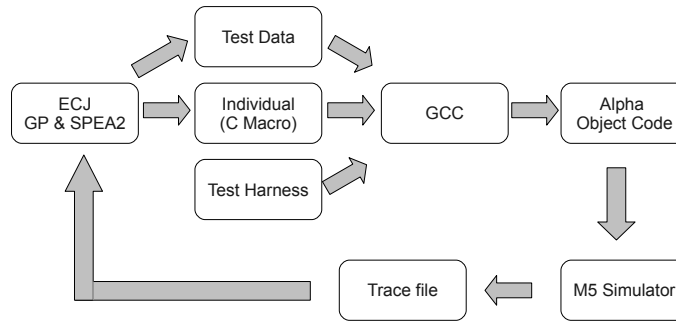 Test Data
ECJ
GP & SPEA2
Individual
(C Macro)
GCC
Alpha
Object Code
Test Harness
Trace file
M5 Simulator